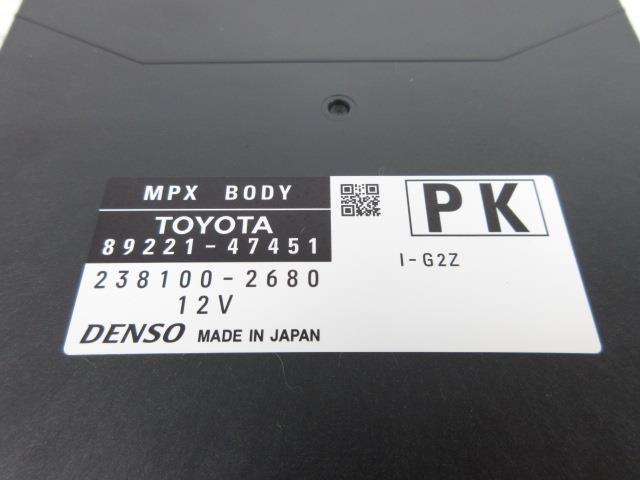 MPX BODY
TOYOTA
89221-47451
238100-2680
12V
DENSO MADE IN JAPAN
PK
I-G2Z